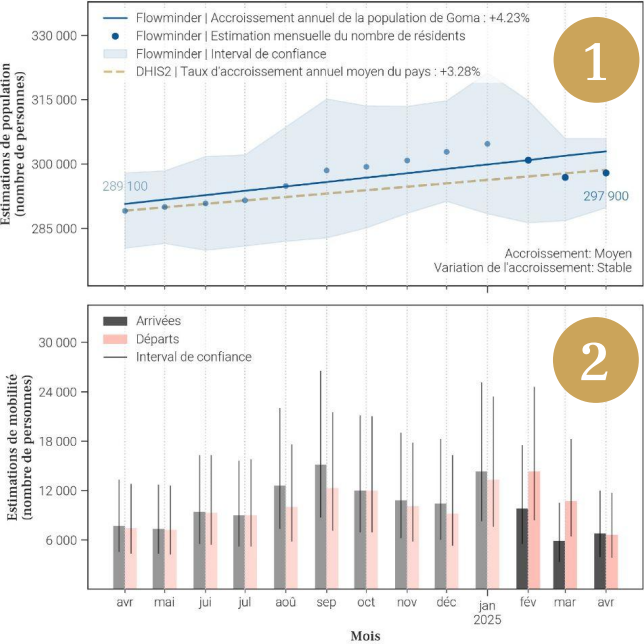 Flowminder | Accroissement annuel de la population de Goma : +4.23%
Flowminder | Estimation mensuelle du nombre de résidents
Flowminder | Interval de confiance
DHIS2 | Taux d'accroissement annuel moyen du pays : +3.28%
1
Estimations de population
(nombre de personnes)
330 000
315 000
300 000
285 000
289 100
297 900
Accroissement: Moyen
Variation de l'accroissement: Stable
Arrivées
Départs
Interval de confiance
2
Estimations de mobilité
(nombre de personnes)
30 000
24 000
18 000
12 000
6 000
avr mai jui jul aoû sep oct nov déc jan fév mar avr
2025
Mois